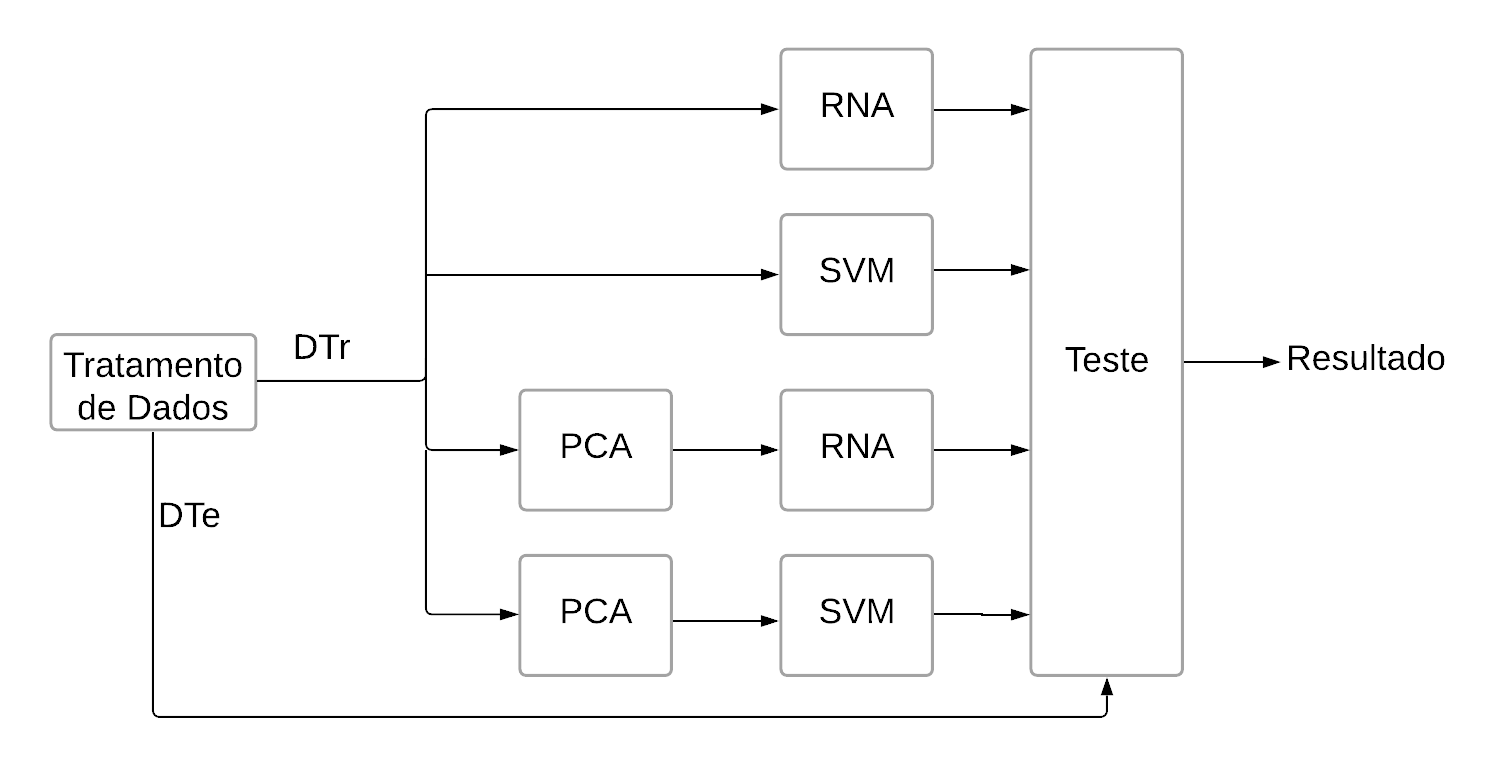 RNA
SVM
DTr
Tratamento
de Dados
Teste
Resultado
PCA
RNA
DTe
PCA
SVM